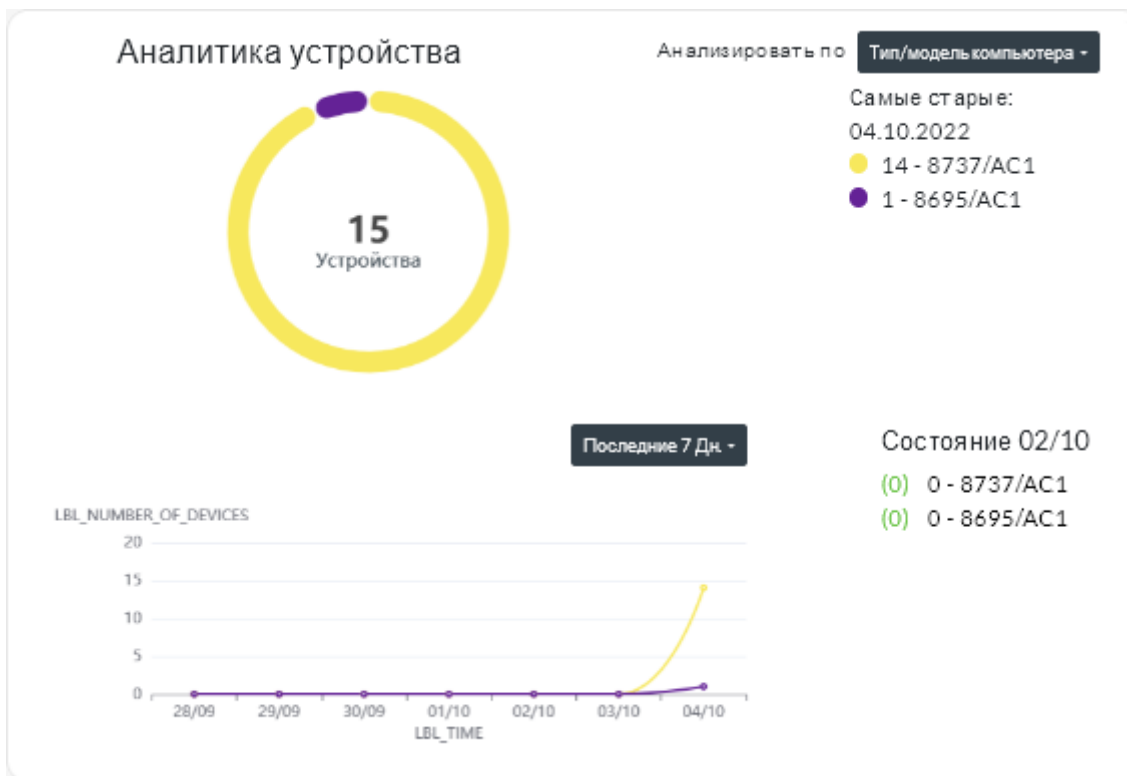 Аналитика устройства
Анализировать по Тип/модель компьютера
Самые старые:
04.10.2022
14 - 8737/AC1
1 - 8695/AC1
15
Устройства
Последние 7 Дн.
Состояние 02/10
(0) 0 - 8737/AC1
(0) 0 - 8695/AC1
LBL_NUMBER_OF_DEVICES
20
15
10
5
0
28/09 29/09 30/09 01/10 02/10 03/10 04/10
LBL_TIME